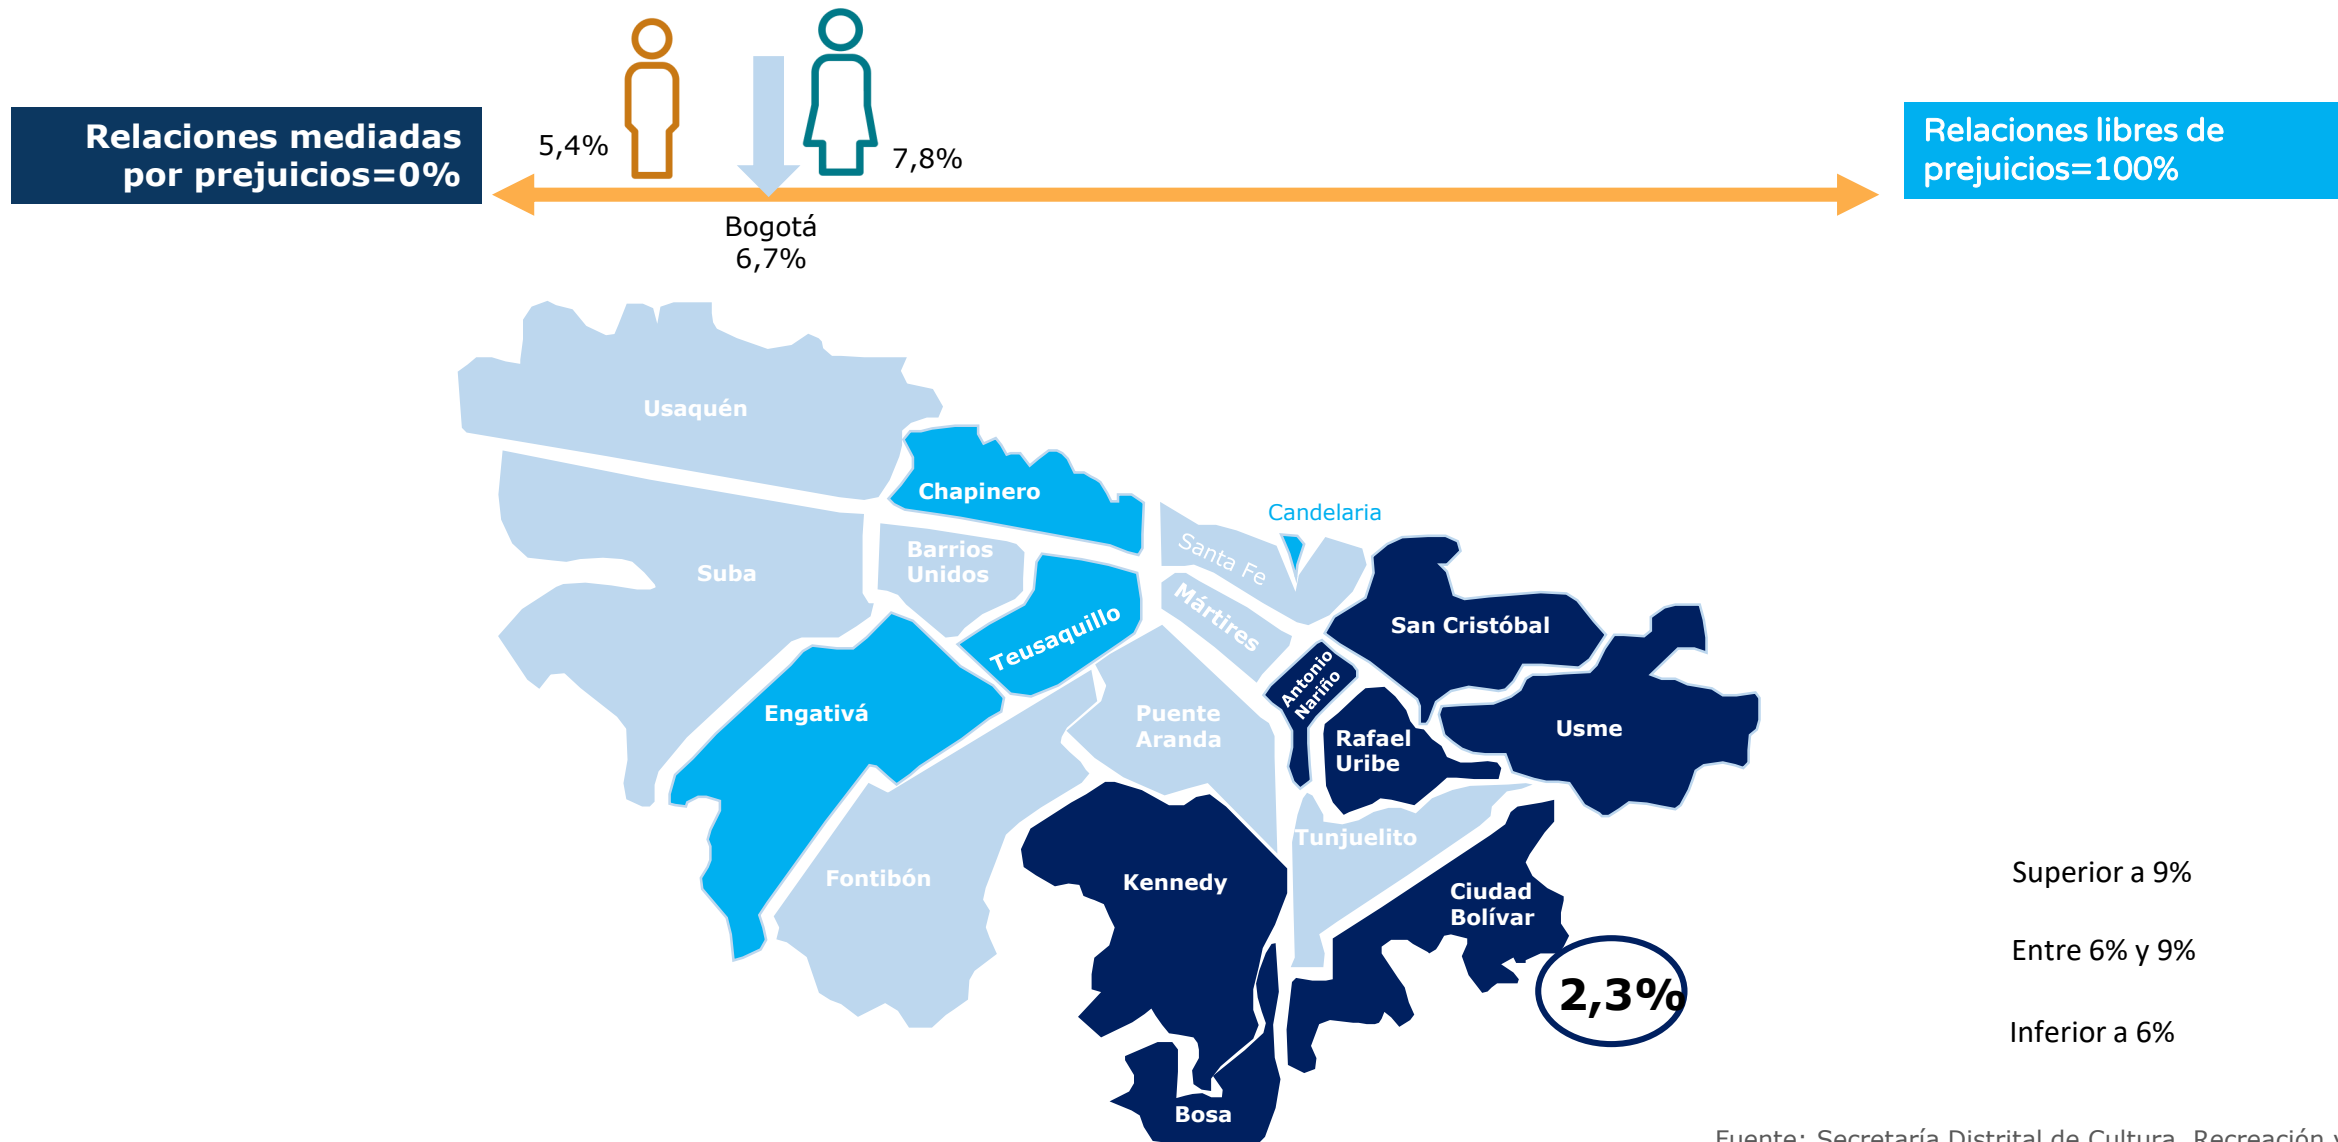 5,4%
7,8%
Relaciones mediadas
por prejuicios=0%
Relaciones libres de
prejuicios=100%
Bogotá
6,7%
Usaquén
Chapinero
Candelaria
Santa Fe
Barrios
Unidos
Suba
Mártires
Teusaquillo
San Cristóbal
Antonio
Nariño
Engativá
Puente
Aranda
Usme
Rafael
Uribe
Tunjuelito
Fontibón
Kennedy
Ciudad
Bolívar
2,3%
Bosa
Superior a 9%
Entre 6% y 9%
Inferior a 6%
Fuente: Secretaría Distrital de Cultura, Recreación y